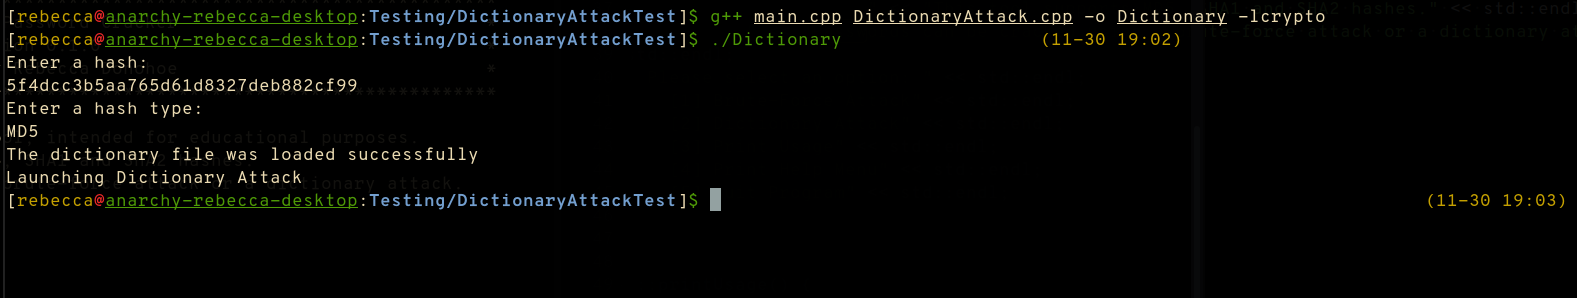 [rebecca@anarchy-rebecca-desktop:Testing/DictionaryAttackTest]$ g++ main.cpp DictionaryAttack.cpp -o Dictionary -lcrypto
[rebecca@anarchy-rebecca-desktop:Testing/DictionaryAttackTest]$ ./Dictionary (11-30 19:02)
Enter a hash:
5f4dcc3b5aa765d61d8327deb882cf99
Enter a hash type:
MD5
The dictionary file was loaded successfully
Launching Dictionary Attack
[rebecca@anarchy-rebecca-desktop:Testing/DictionaryAttackTest]$ (11-30 19:03)